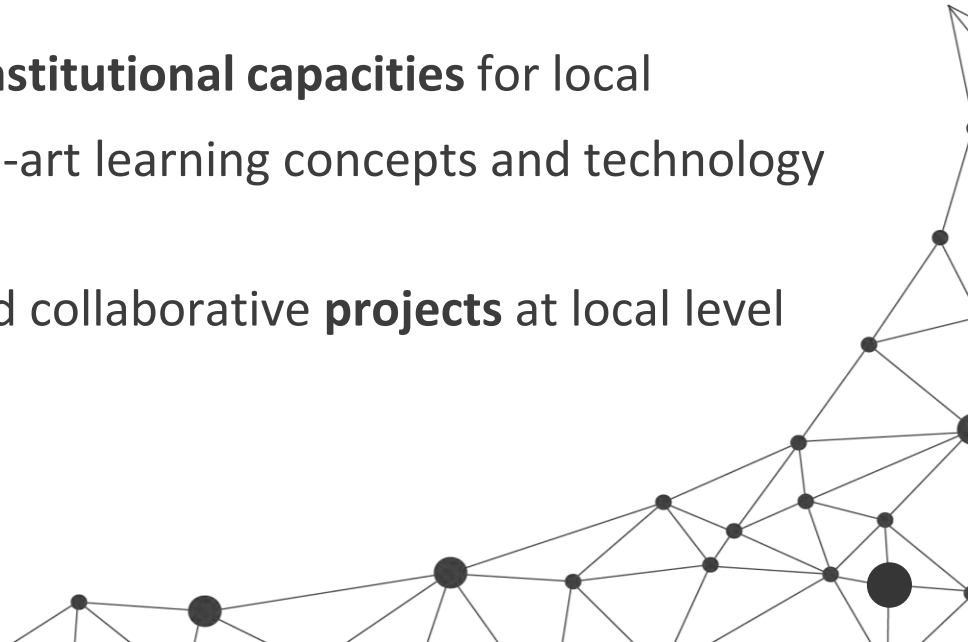 nstitutional capacities for local
-art learning concepts and technology
d collaborative projects at local level